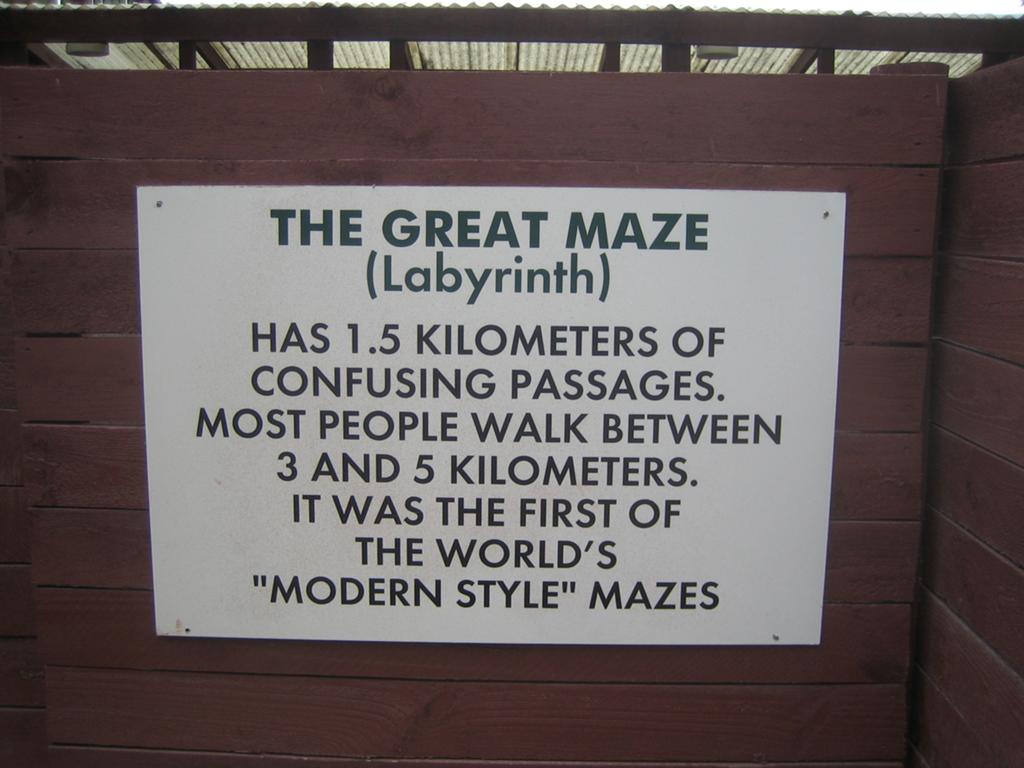 THE GREAT MAZE
(Labyrinth)
HAS 1.5 KILOMETERS OF
CONFUSING PASSAGES.
MOST PEOPLE WALK BETWEEN
3 AND 5 KILOMETERS.
IT WAS THE FIRST OF
THE WORLD'S
"MODERN STYLE" MAZES